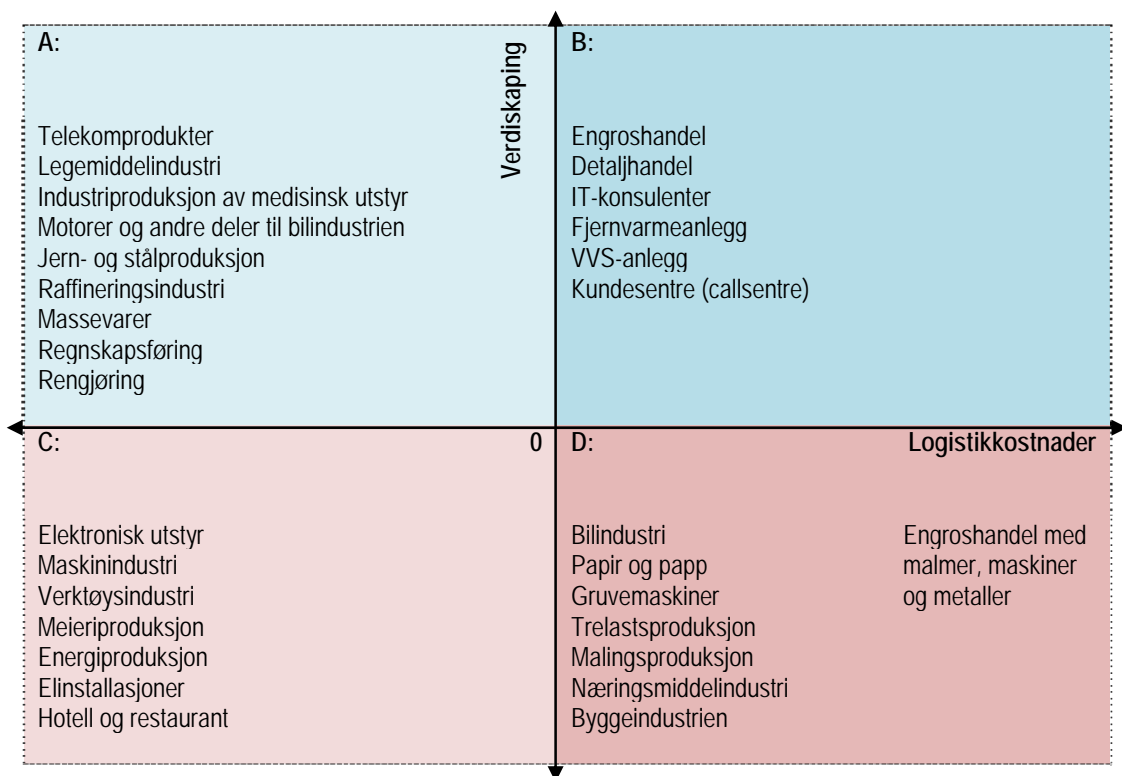 A:
Verdiskaping
Telekomprodukter
Legemiddelindustri
Industriproduksjon av medisinsk utstyr
Motorer og andre deler til bilindustrien
Jern- og stålproduksjon
Raffineringsindustri
Massevarer
Regnskapsføring
Rengjøring
B:
Engroshandel
Detaljhandel
IT-konsulenter
Fjernvarmeanlegg
VVS-anlegg
Kundesentre (callsentre)
C:
0
Elektronisk utstyr
Maskinindustri
Verktøysindustri
Meieriproduksjon
Energiproduksjon
Elinstallasjoner
Hotell og restaurant
D:
Logistikkostnader
Bilindustri
Papir og papp
Gruvemaskiner
Trelastsproduksjon
Malingsproduksjon
Næringsmiddelindustri
Byggeindustrien
Engroshandel med
malmer, maskiner
og metaller